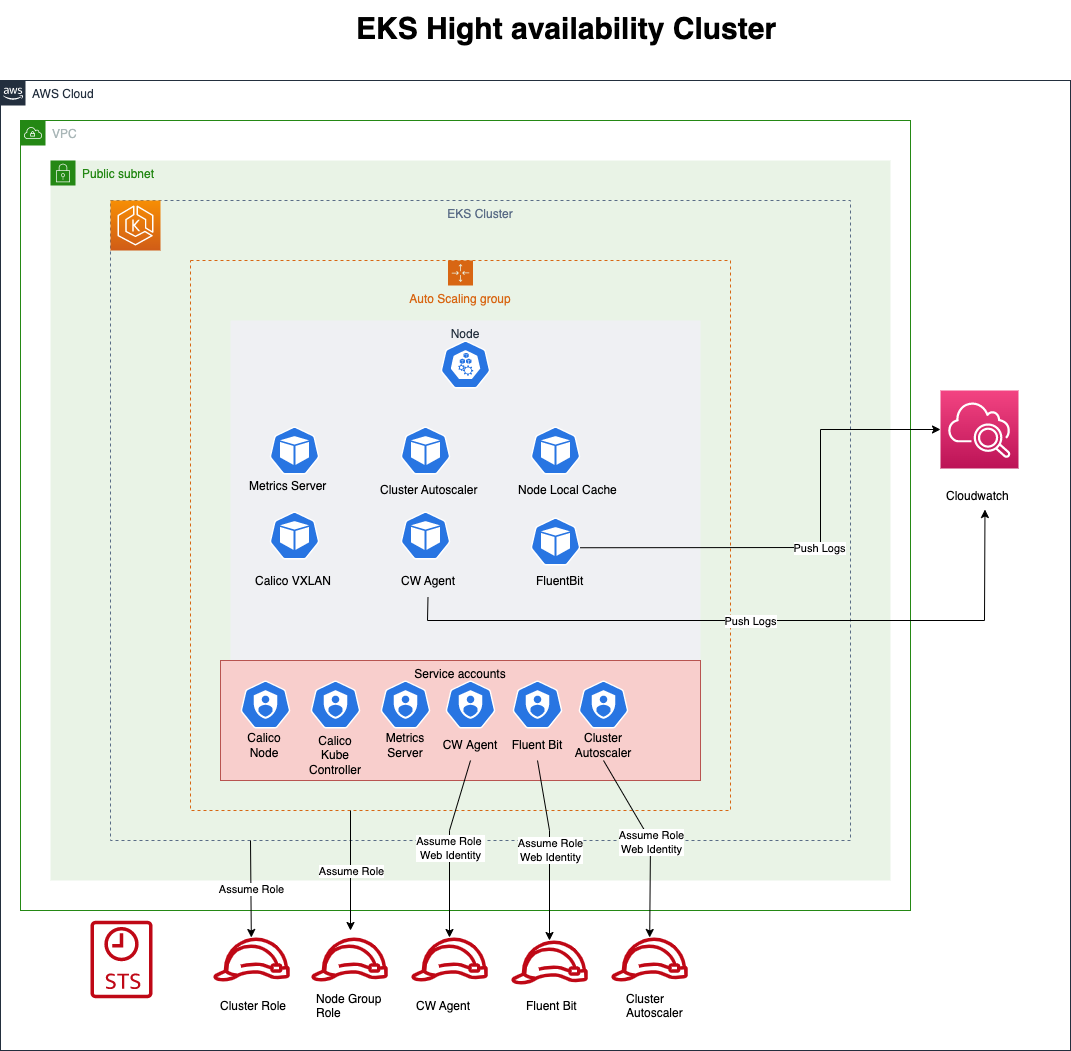 EKS Hight availability Cluster
aws
AWS Cloud
VPC
Public subnet
EKS Cluster
K
Auto Scaling group
Node
Metrics Server
Cluster Autoscaler
Node Local Cache
Cloudwatch
Calico VXLAN
CW Agent
FluentBit
Push Logs
Push Logs
Service accounts
Calico
Node
Calico
Kube
Controller
Metrics
Server
CW Agent
Fluent Bit
Cluster
Autoscaler
Assume Role
Web Identity
Assume Role
Web Identity
Assume Role
Web Identity
Assume Role
Assume Role
STS
Cluster Role
Node Group
Role
CW Agent
Fluent Bit
Cluster
Autoscaler